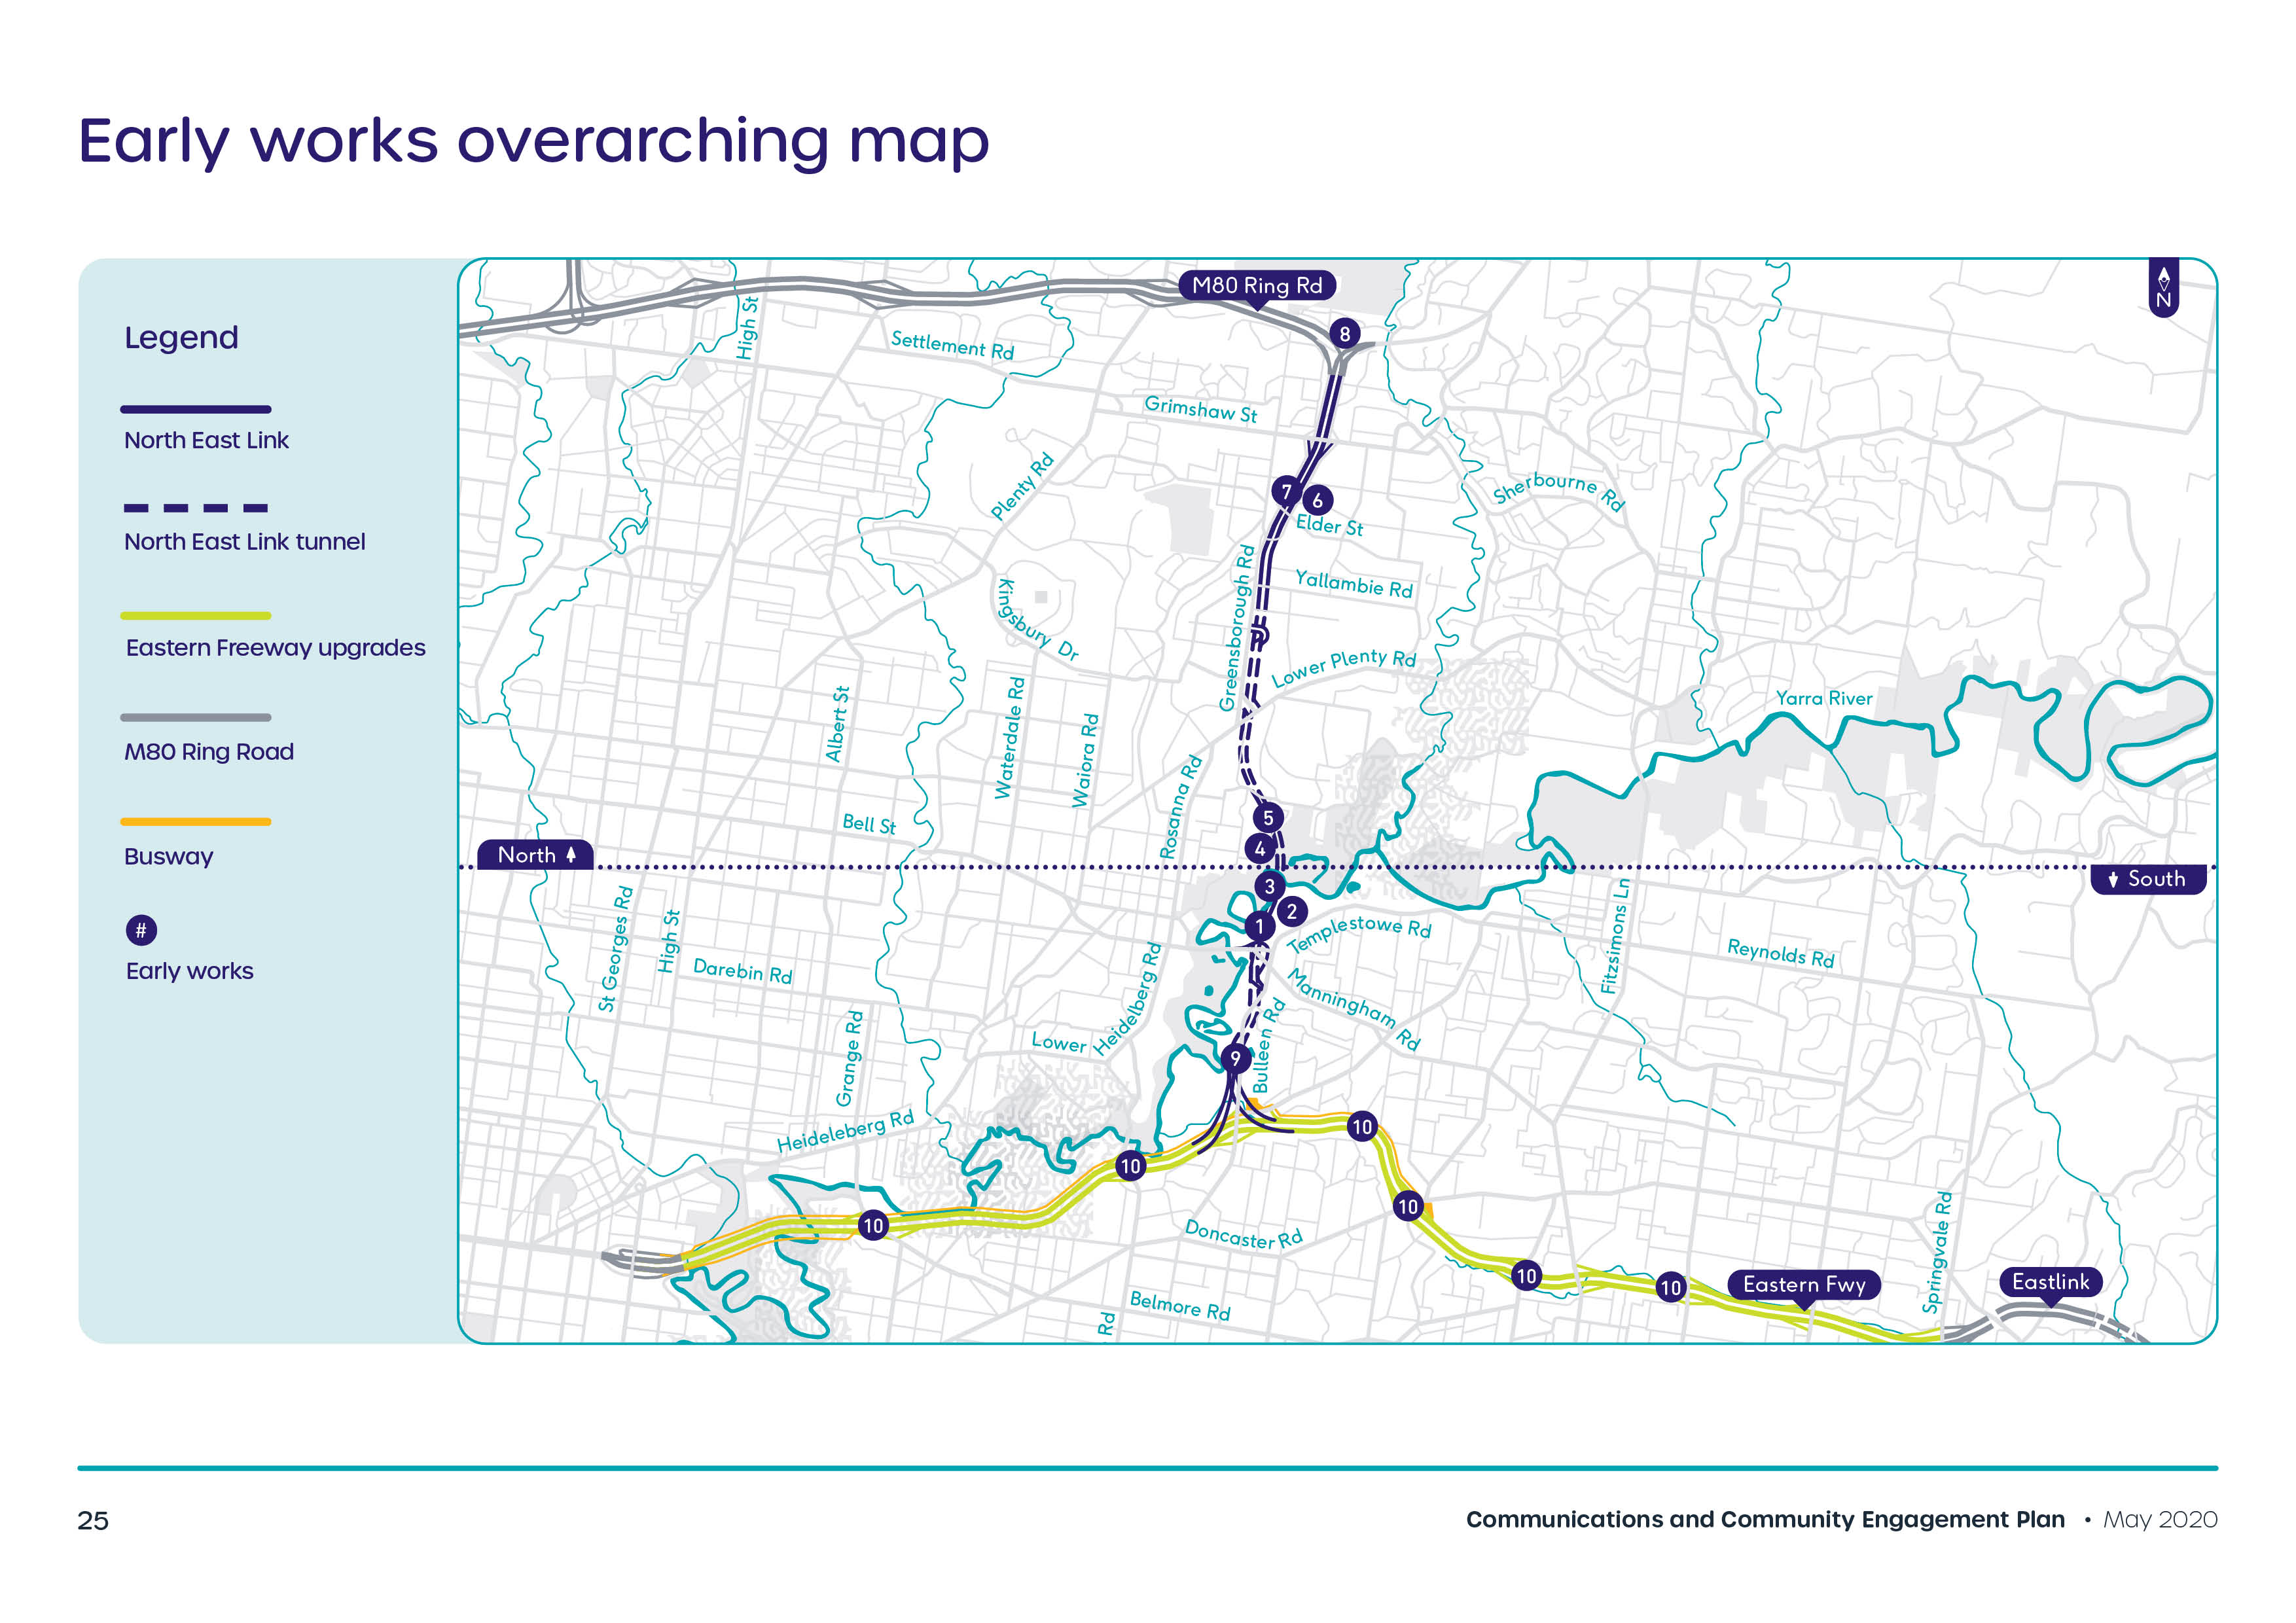 Early works overarching map
Legend
North East Link
North East Link tunnel
Eastern Freeway upgrades
M80 Ring Road
Busway
#
Early works
M80 Ring Rd
N
8
High St
Settlement Rd
Grimshaw St
Plenty Rd
7
6
Sherbourne Rd
Elder St
Greensborough Rd
Yallambie Rd
Kingsbury Dr
Lower Plenty Rd
Yarra River
Albert St
Waterdale Rd
Waiora Rd
Rosanna Rd
5
Bell St
4
North
South
3
St Georges Rd
High St
2
1
Fitzsimons Ln
Templestowe Rd
Reynolds Rd
Darebin Rd
Heidelberg Rd
Manningham Rd
Bulleen Rd
Grange Rd
Lower
9
Heideleberg Rd
10
10
10
10
Doncaster Rd
Springvale Rd
10
10
Eastern Fwy
Eastlink
Belmore Rd
Rd
25
Communications and Community Engagement Plan • May 2020